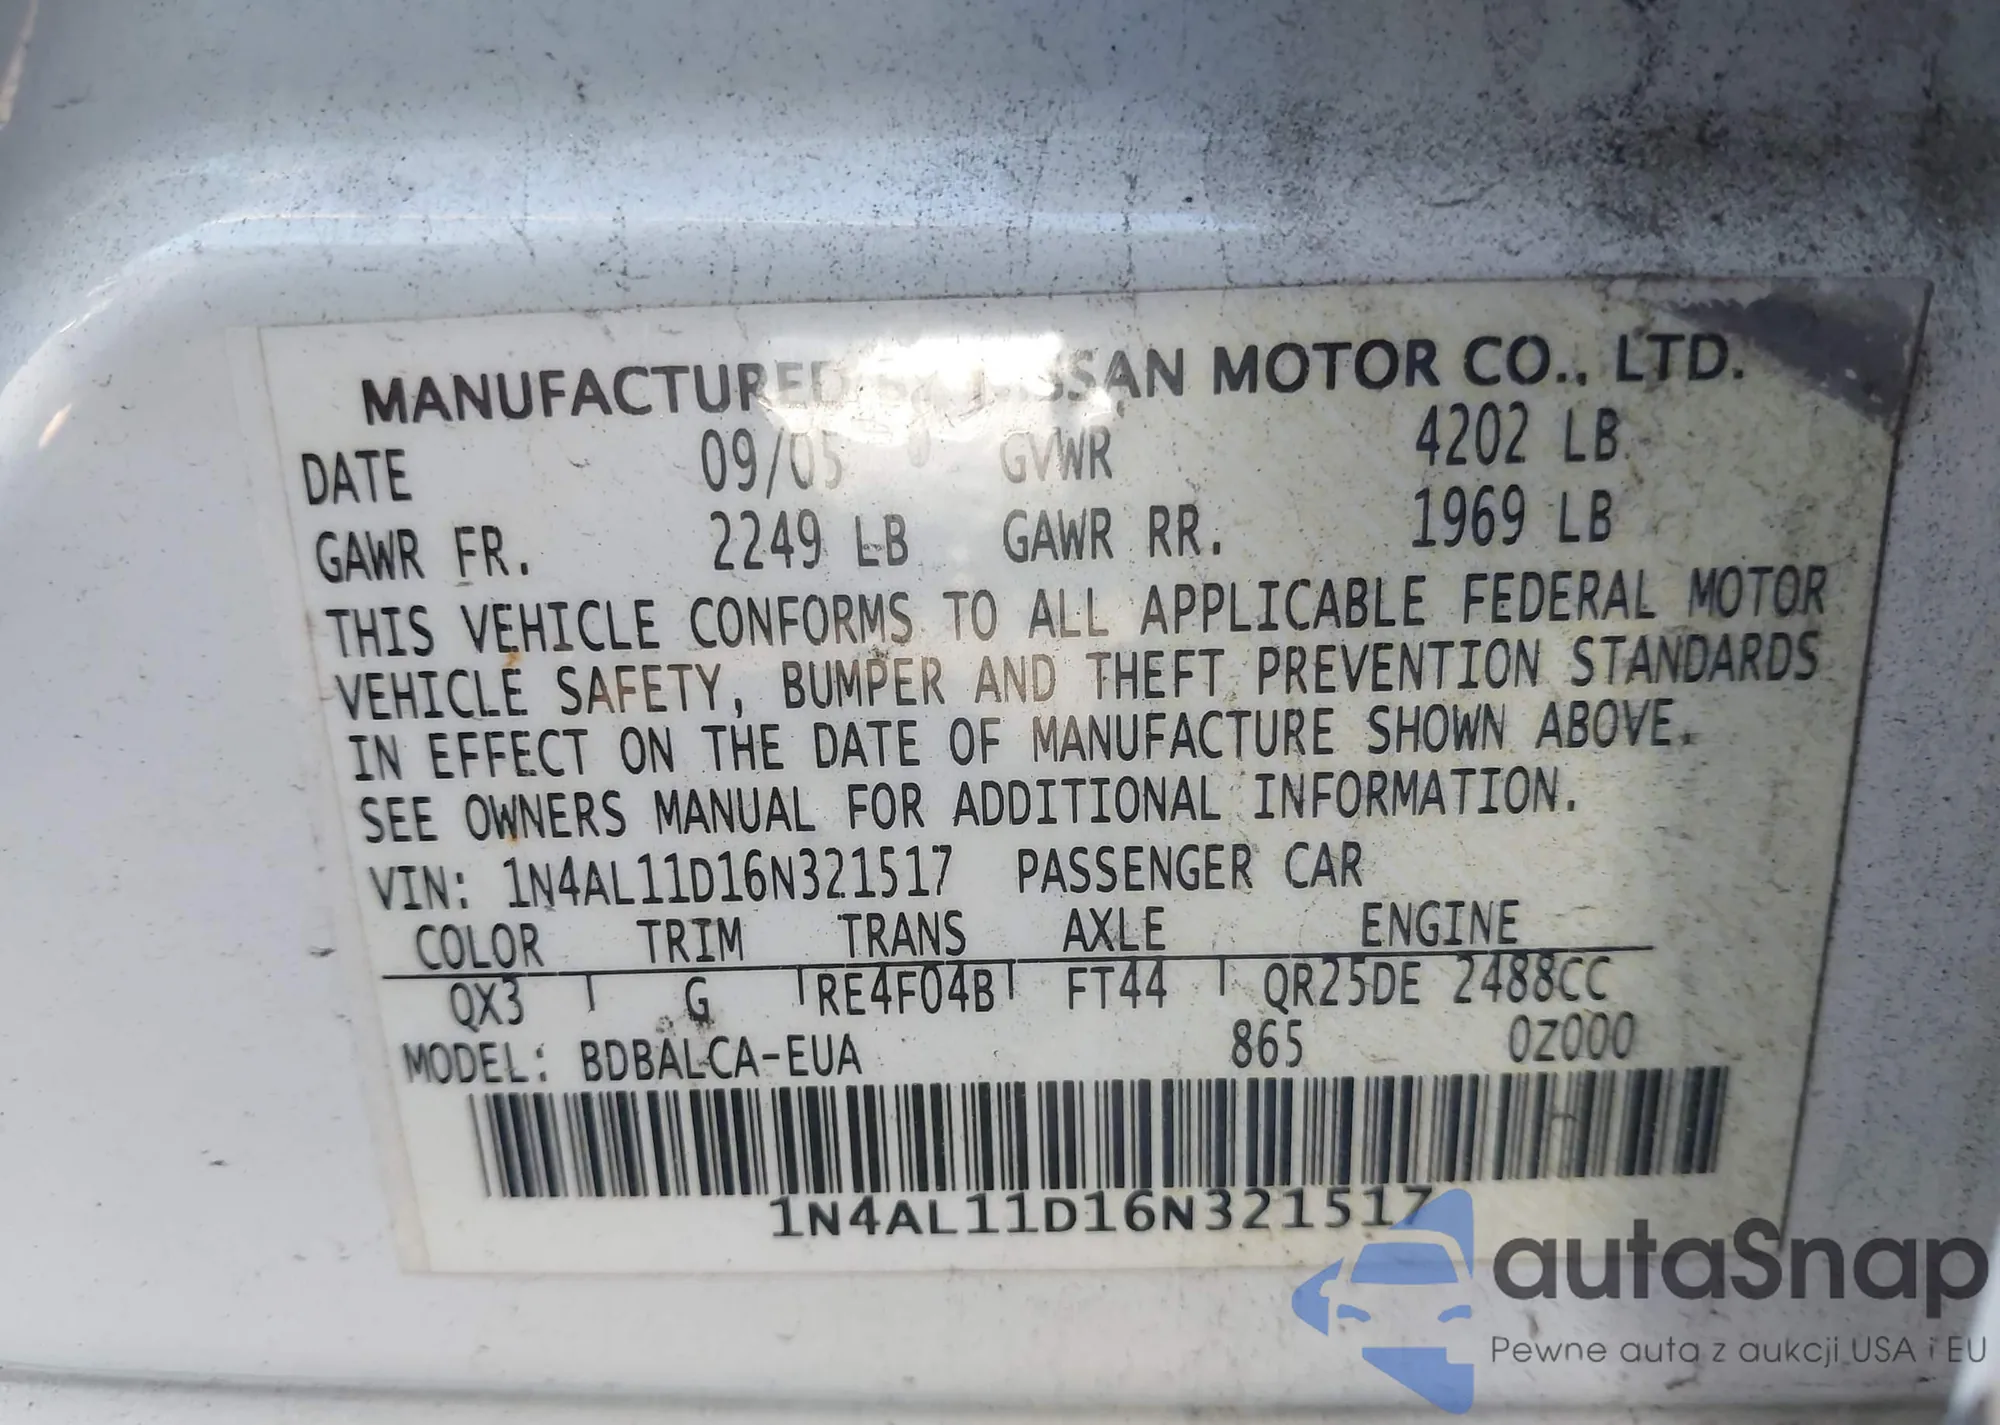 MANUFACTURED BY NISSAN MOTOR CO., LTD.
DATE 09/05 GVWR 4202 LB
GAWR FR. 2249 LB GAWR RR. 1969 LB
THIS VEHICLE CONFORMS TO ALL APPLICABLE FEDERAL MOTOR
VEHICLE SAFETY, BUMPER AND THEFT PREVENTION STANDARDS
IN EFFECT ON THE DATE OF MANUFACTURE SHOWN ABOVE.
SEE OWNERS MANUAL FOR ADDITIONAL INFORMATION.
VIN: 1N4AL11D16N321517 PASSENGER CAR
COLOR TRIM TRANS AXLE ENGINE
QX3 G RE4F04B FT44 QR25DE 2488CC
MODEL: BDBALCA-EUA 865 0Z000
1N4AL11D16N321517
autaSnap
Pewne auta z aukcji USA i EU